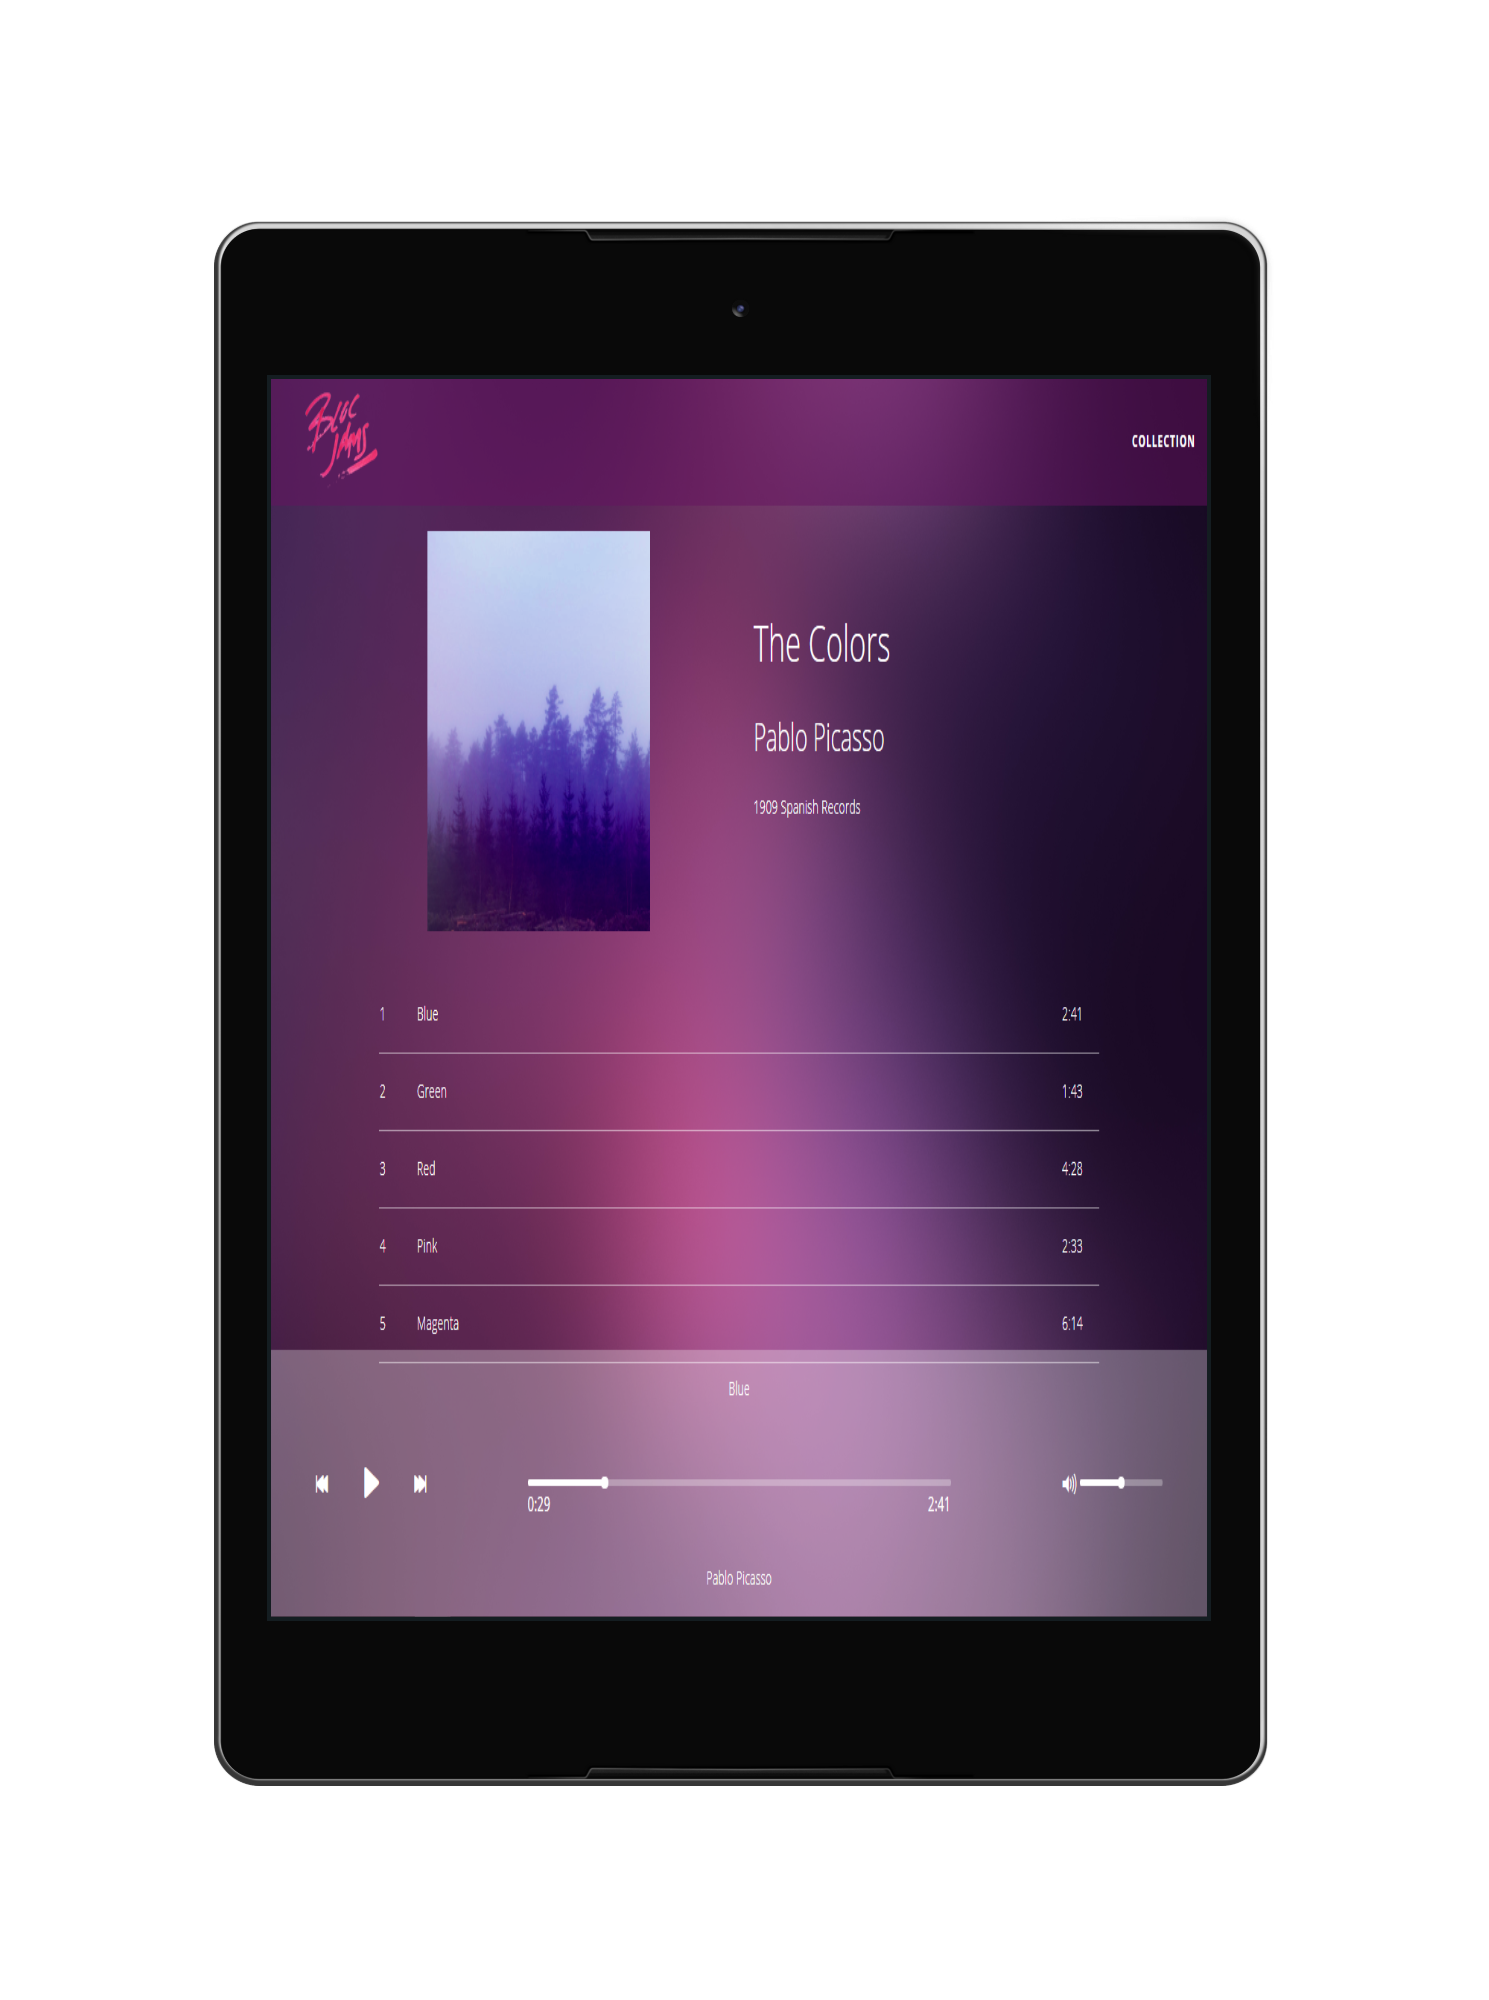 BLOC
JAMS
COLLECTION
The Colors
Pablo Picasso
1909 Spanish Records
1 Blue 2:41
2 Green 1:43
3 Red 4:28
4 Pink 2:33
5 Magenta 6:14
Blue
0:29 2:41
Pablo Picasso